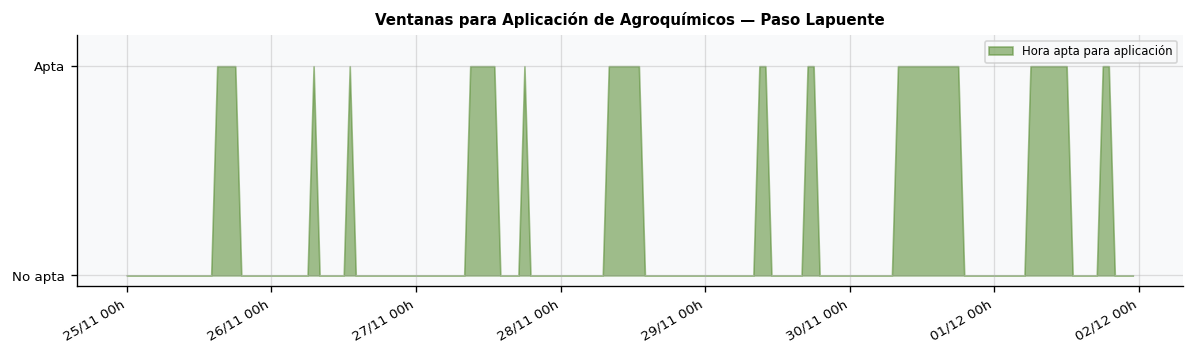 Ventanas para Aplicación de Agroquímicos — Paso Lapuente
Hora apta para aplicación
Apta
No apta
25/11 00h
26/11 00h
27/11 00h
28/11 00h
29/11 00h
30/11 00h
01/12 00h
02/12 00h